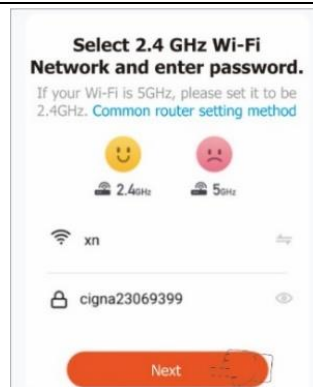 Select 2.4 GHz Wi-Fi
Network and enter password.
If your Wi-Fi is 5GHz, please set it to be
2.4GHz. Common router setting method
2.4GHz
5GHz
xn
cigna23069399
Next